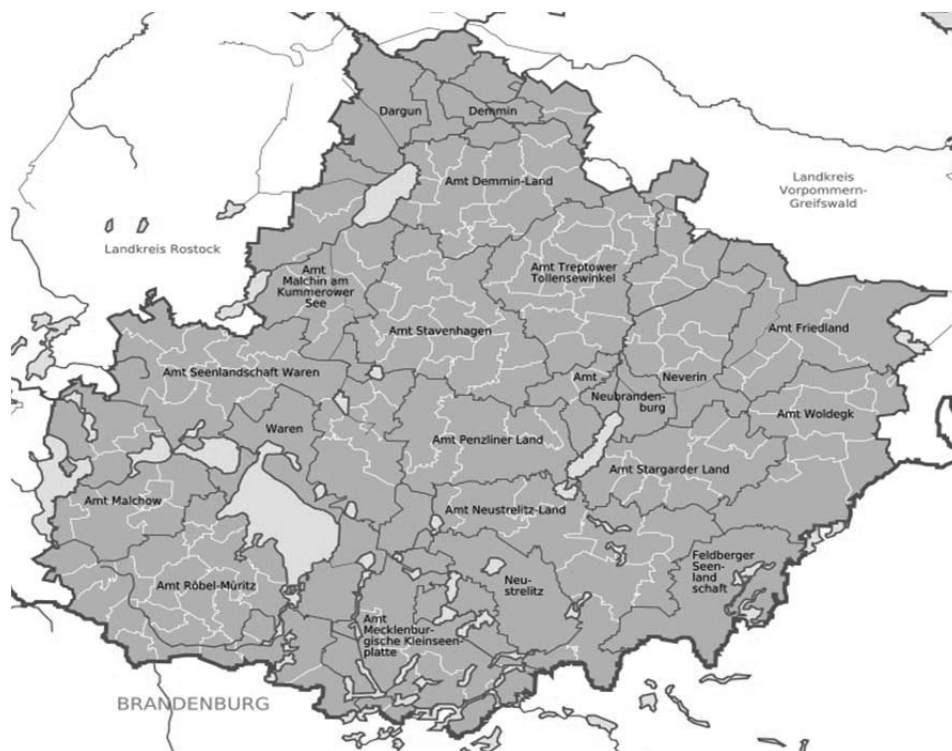 Dargun
Demmin
Landkreis
Vorpommern-
Greifswald
Amt Demmin-Land
Landkreis Rostock
Amt
Malchin am
Kummerower
See
Amt Treptower
Tollensewinkel
Amt Stavenhagen
Amt Friedland
Amt Seenlandschaft Waren
Amt
Neubranden-
burg
Neverin
Amt Woldegk
Waren
Amt Penzliner Land
Amt Stargarder Land
Amt Malchow
Amt Neustrelitz-Land
Feldberger
Seen-
land
schaft
Amt Röbel-Müritz
Neu-
strelitz
Amt
Mecklenbur-
gische Kleinseen-
platte
BRANDENBURG